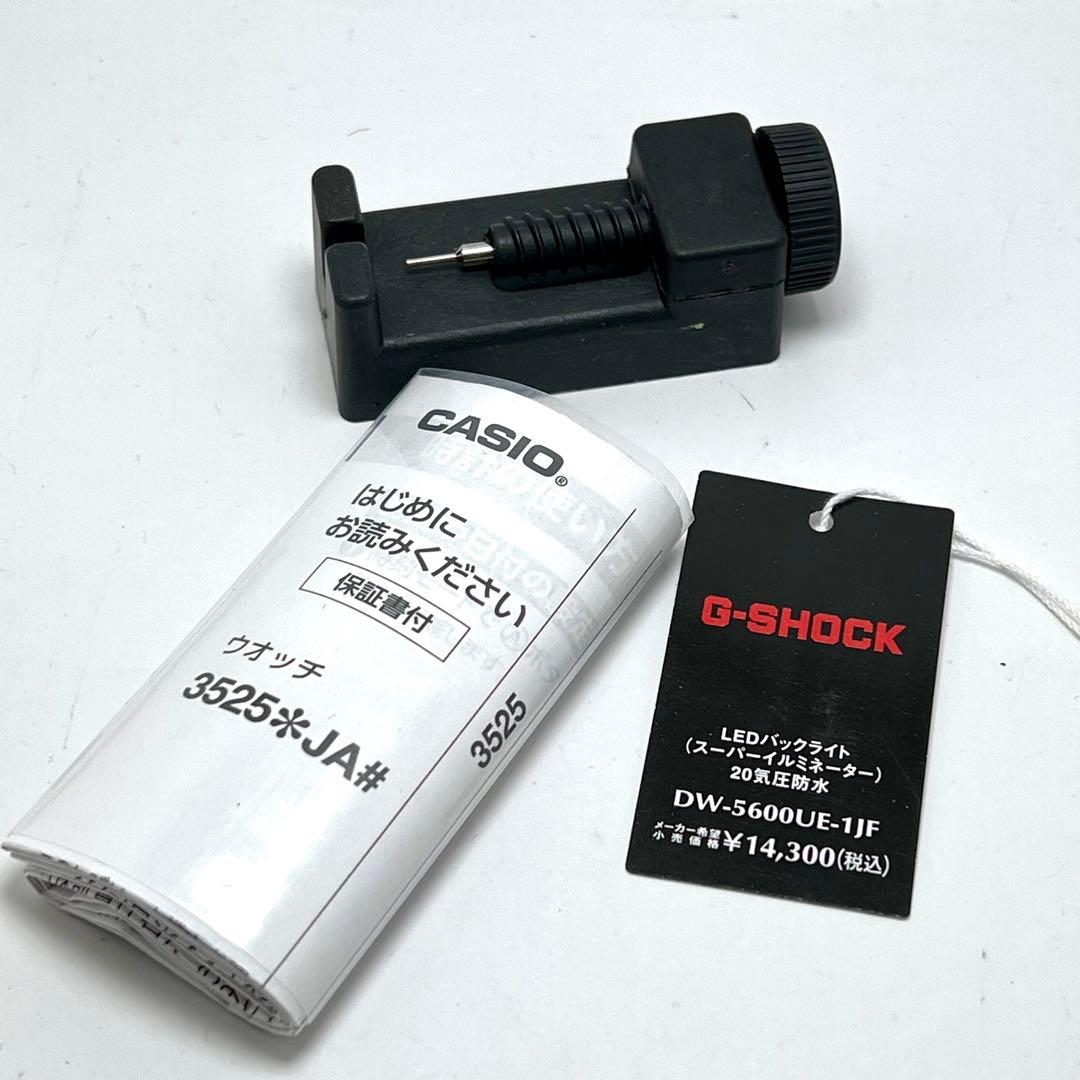 CASIO®
はじめに
お読みください
保証書付
ウオッチ
3525✻JA#
3525
G-SHOCK
LEDバックライト
(スーパーイルミネーター)
20気圧防水
DW-5600UE-1JF
メーカー希望
小売価格 ¥14,300(税込)